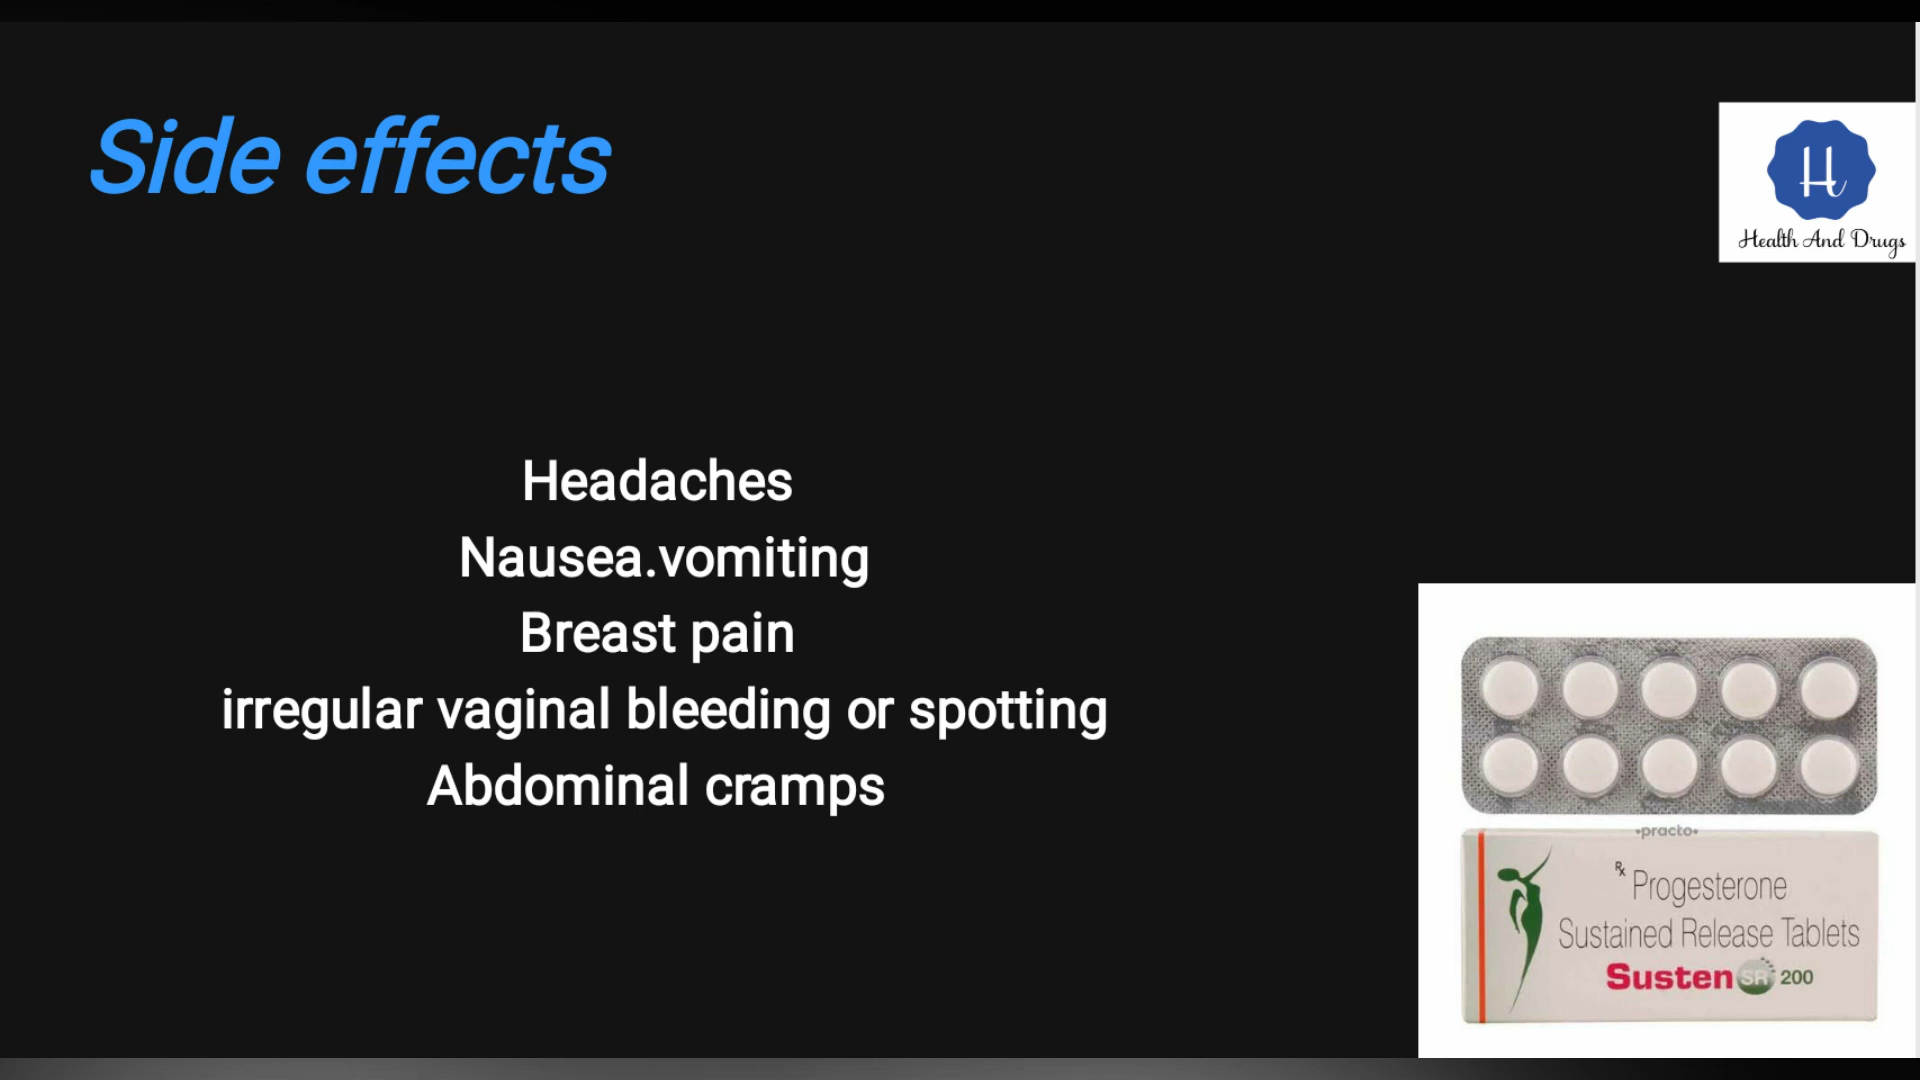 Side effects
H
Health And Drugs
Headaches
Nausea.vomiting
Breast pain
irregular vaginal bleeding or spotting
Abdominal cramps
•practo•
Rx Progesterone
Sustained Release Tablets
Susten SR 200